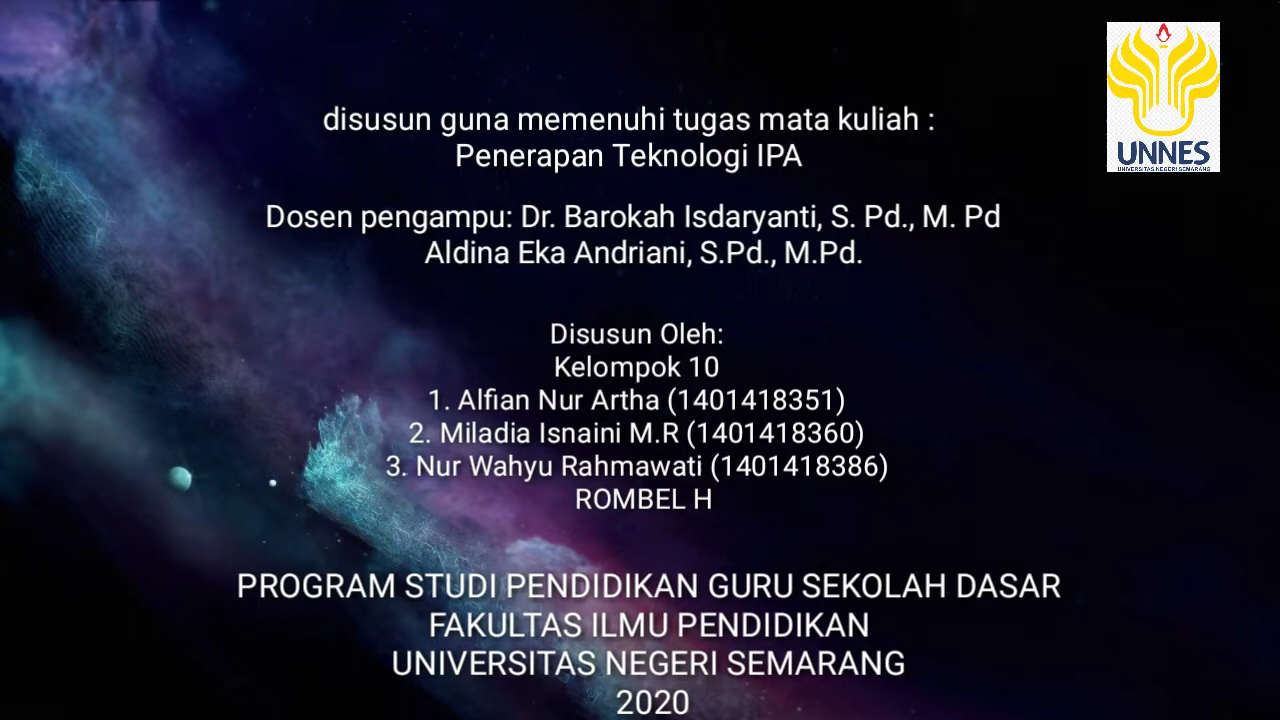 UNNES
UNIVERSITAS NEGERI SEMARANG
disusun guna memenuhi tugas mata kuliah :
Penerapan Teknologi IPA
Dosen pengampu: Dr. Barokah Isdaryanti, S. Pd., M. Pd
Aldina Eka Andriani, S.Pd., M.Pd.
Disusun Oleh:
Kelompok 10
1. Alfian Nur Artha (1401418351)
2. Miladia Isnaini M.R (1401418360)
3. Nur Wahyu Rahmawati (1401418386)
ROMBEL H
PROGRAM STUDI PENDIDIKAN GURU SEKOLAH DASAR
FAKULTAS ILMU PENDIDIKAN
UNIVERSITAS NEGERI SEMARANG
2020